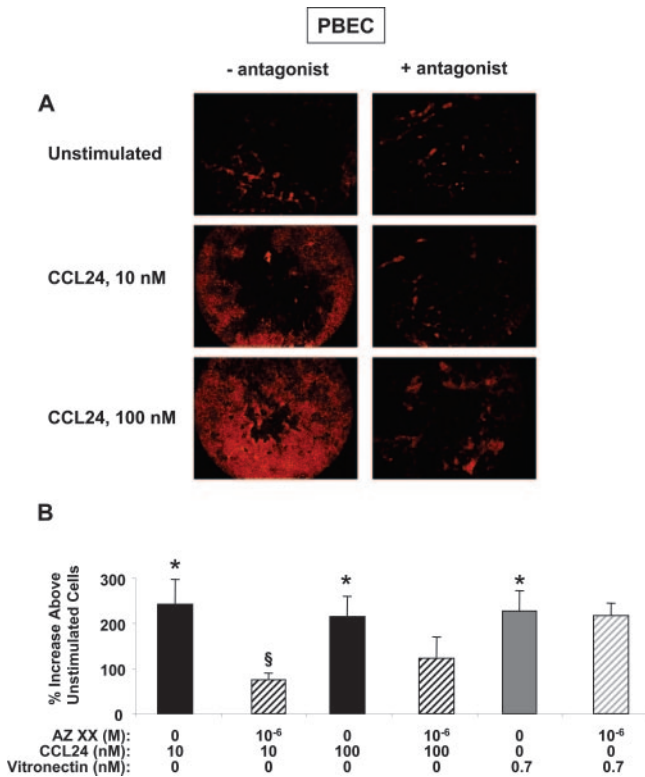 PBEC
- antagonist + antagonist
A
Unstimulated
CCL24, 10 nM
CCL24, 100 nM
B
% Increase Above
Unstimulated Cells
300
200
100
0
* § * *
AZ XX (M): 0 10⁻⁶ 0 10⁻⁶ 0 10⁻⁶
CCL24 (nM): 10 10 100 100 0 0
Vitronectin (nM): 0 0 0 0 0.7 0.7